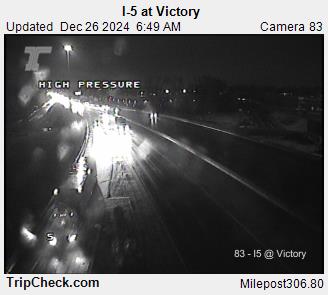 I-5 at Victory
Updated Dec 26 2024 6:49 AM Camera 83
HIGH PRESSURE
83 - I5 @ Victory
TripCheck.com Milepost306.80